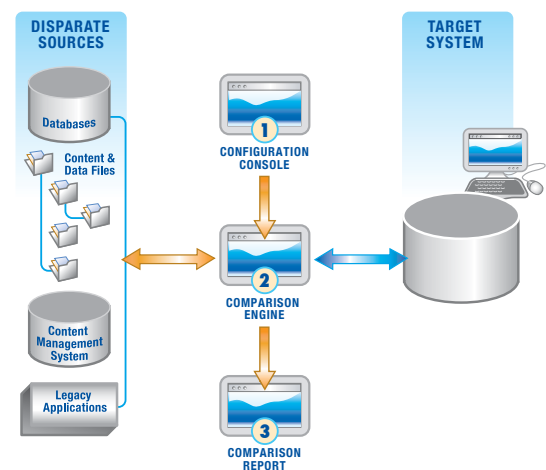 DISPARATE
SOURCES
Databases
Content &
Data Files
Content
Management
System
Legacy
Applications
1
CONFIGURATION
CONSOLE
2
COMPARISON
ENGINE
3
COMPARISON
REPORT
TARGET
SYSTEM